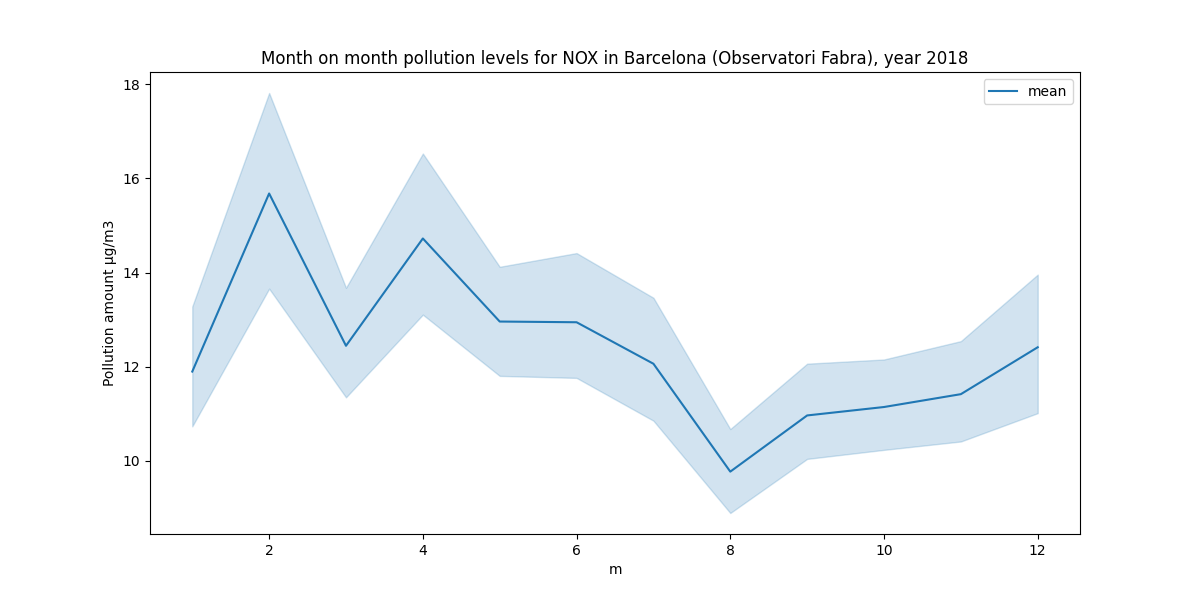 Month on month pollution levels for NOX in Barcelona (Observatori Fabra), year 2018
mean
Pollution amount µg/m3
18
16
14
12
10
2 4 6 8 10 12
m